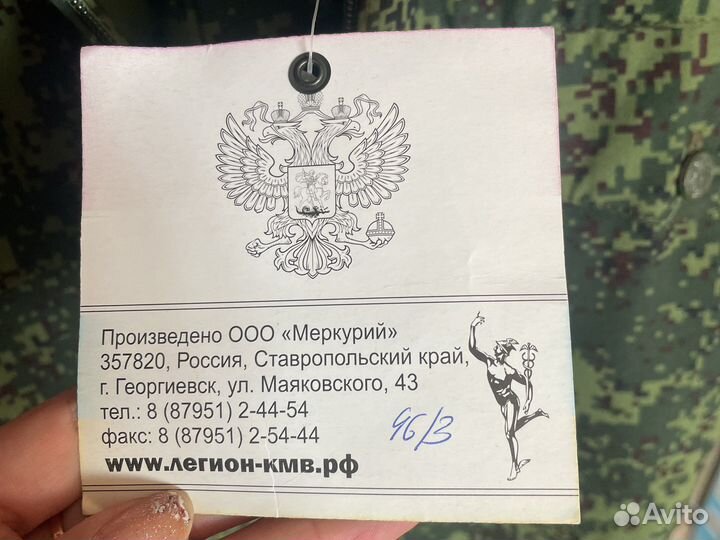 Произведено ООО «Меркурий»
357820, Россия, Ставропольский край,
г. Георгиевск, ул. Маяковского, 43
тел.: 8 (87951) 2-44-54
факс: 8 (87951) 2-54-44
46/3
www.легион-кмв.рф
Avito